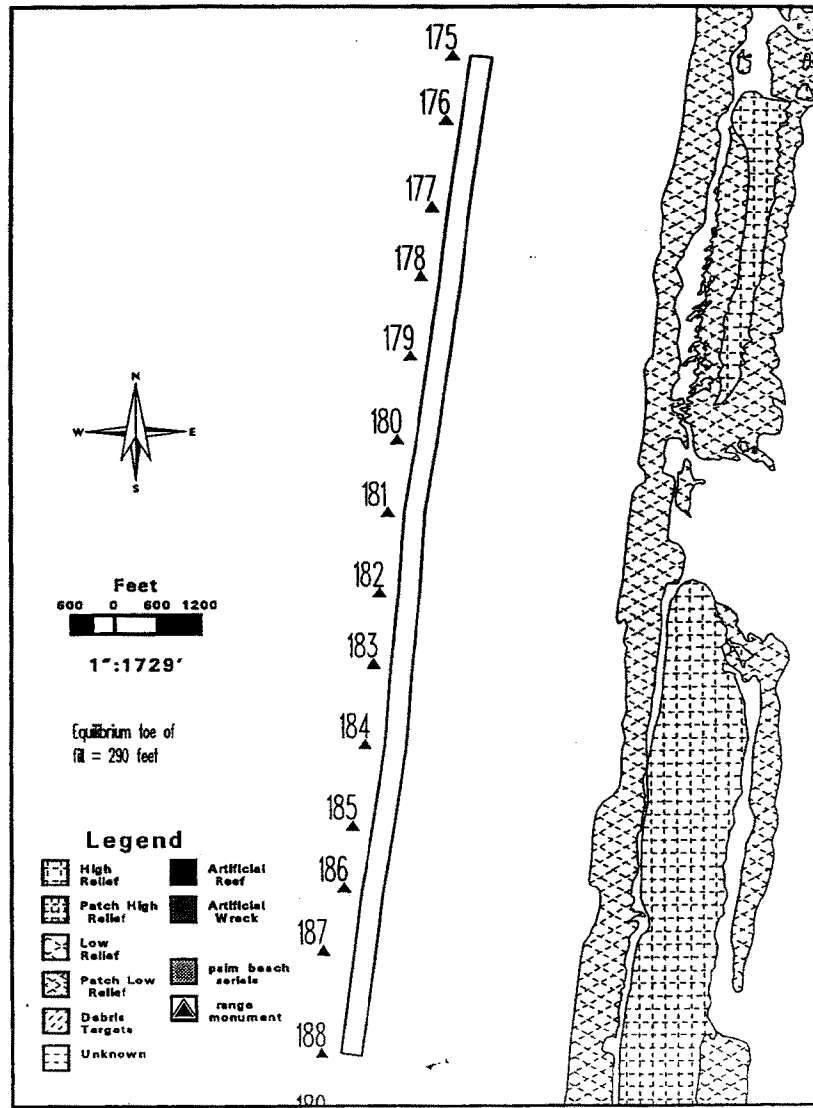 175
176
177
178
179
180
181
182
183
184
185
186
187
188
N
W E
S
Feet
600 0 600 1200
1":1729'
Equilibrium toe of
fill = 290 feet
Legend
High
Relief
Patch High
Relief
Low
Relief
Patch Low
Relief
Debris
Targets
Unknown
Artificial
Reef
Artificial
Wreck
palm beach
aerials
range
monument